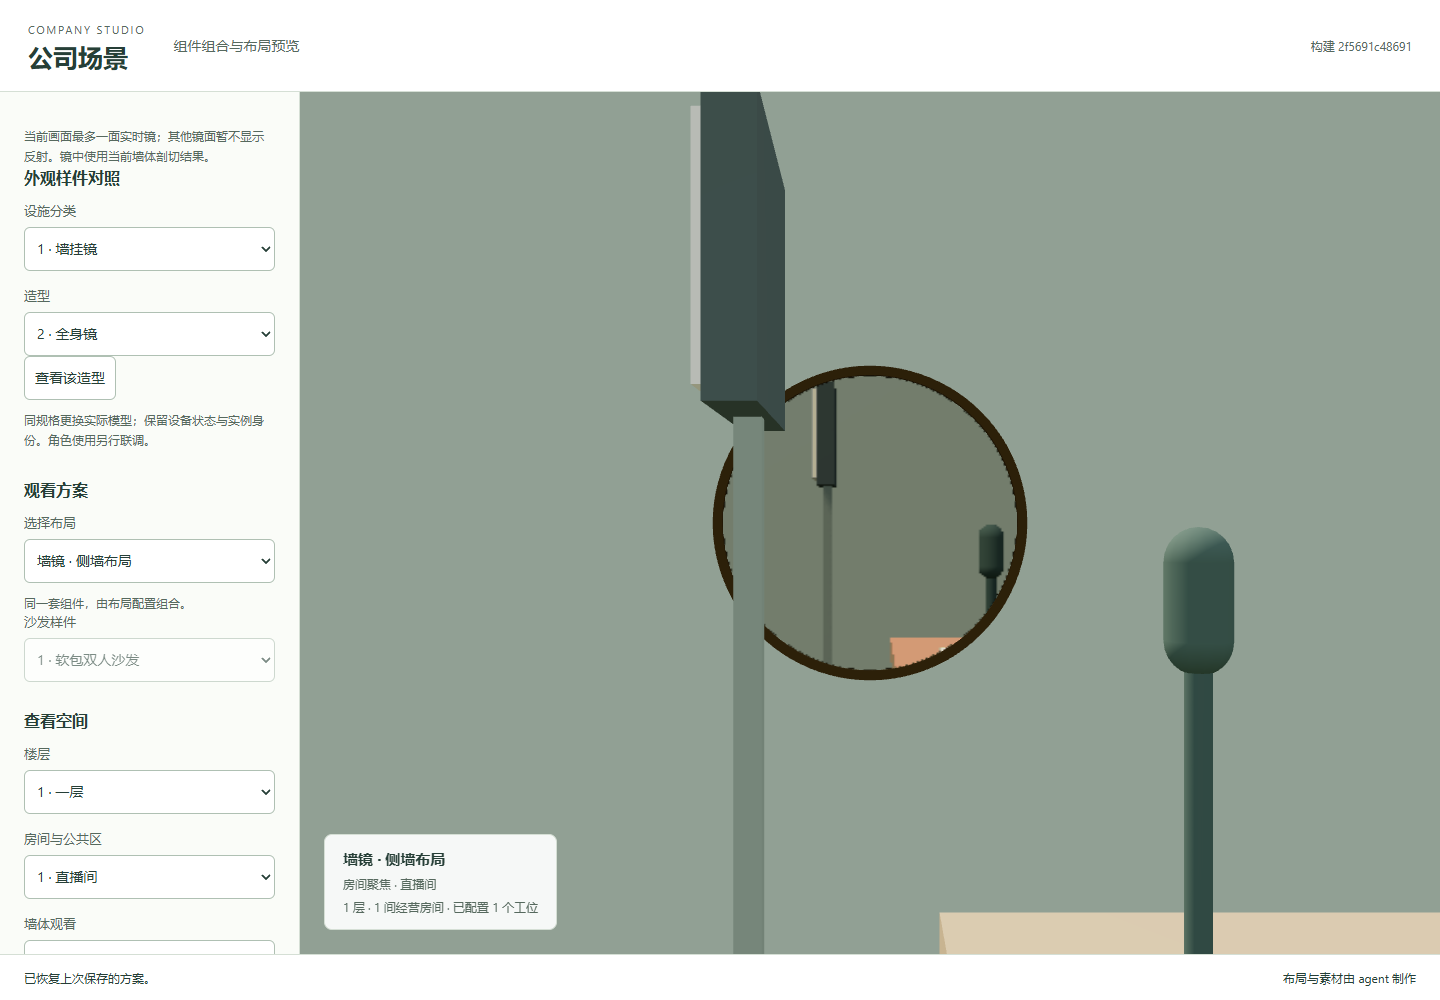 COMPANY STUDIO
公司场景
组件组合与布局预览
构建 2f5691c48691
当前画面最多一面实时镜；其他镜面暂不显示
反射。镜中使用当前墙体剖切结果。
外观样件对照
设施分类
1 · 墙挂镜
造型
2 · 全身镜
查看该造型
同规格更换实际模型；保留设备状态与实例身
份。角色使用另行联调。
观看方案
选择布局
墙镜 · 侧墙布局
同一套组件，由布局配置组合。
沙发样件
1 · 软包双人沙发
查看空间
楼层
1 · 一层
房间与公共区
1 · 直播间
墙体观看
墙镜 · 侧墙布局
房间聚焦 · 直播间
1 层 · 1 间经营房间 · 已配置 1 个工位
已恢复上次保存的方案。
布局与素材由 agent 制作